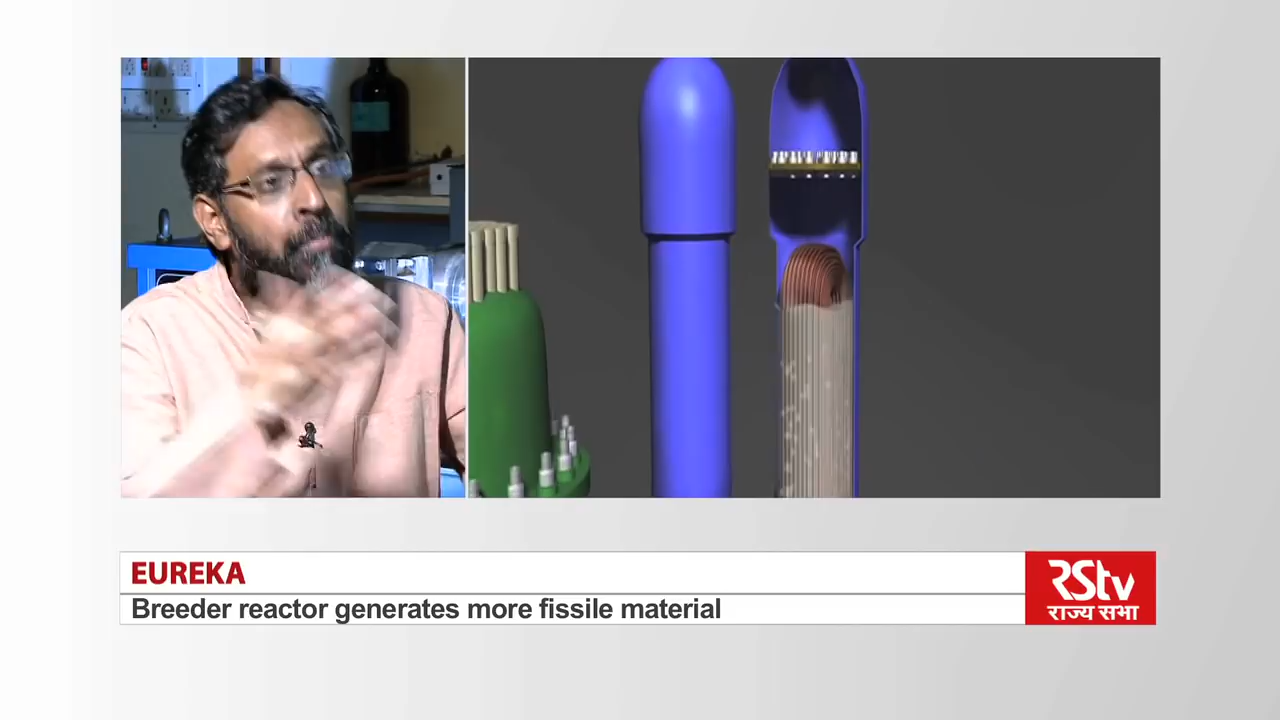 EUREKA
Breeder reactor generates more fissile material
RStv
राज्य सभा